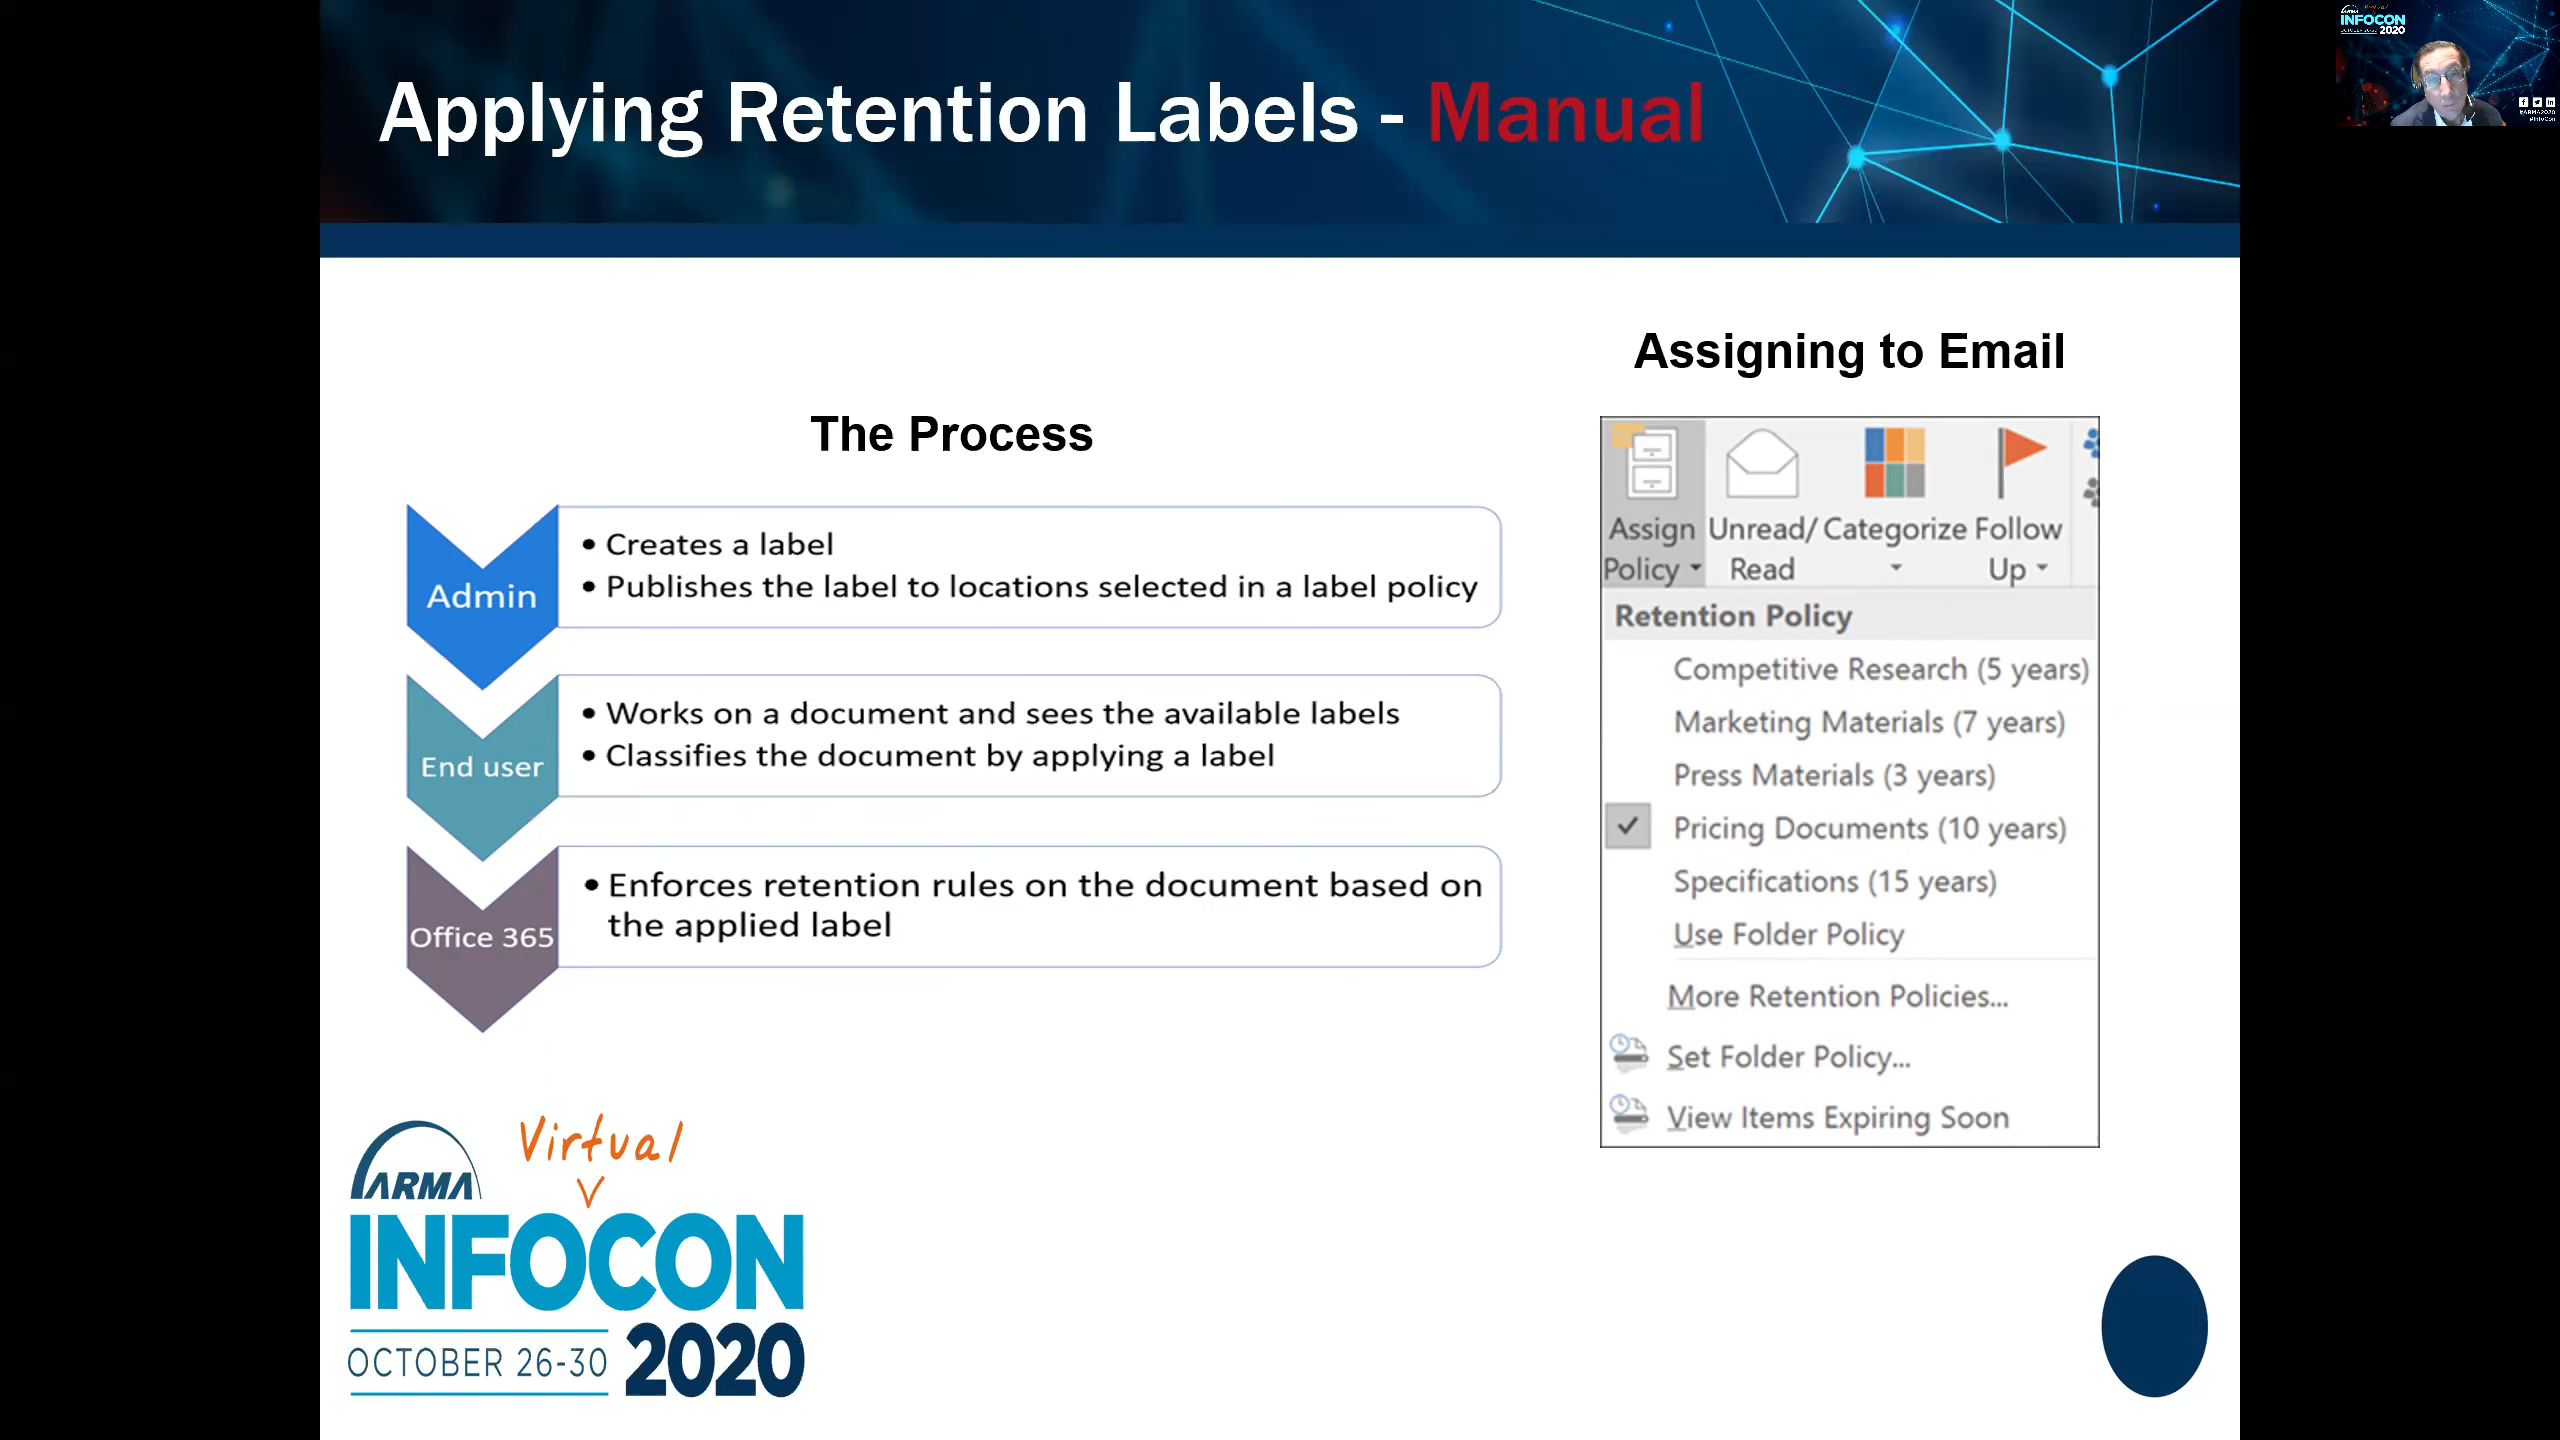 Applying Retention Labels - Manual
Assigning to Email
The Process
Admin
• Creates a label
• Publishes the label to locations selected in a label policy
End user
• Works on a document and sees the available labels
• Classifies the document by applying a label
Office 365
• Enforces retention rules on the document based on
the applied label
Assign Policy
Unread/ Read
Categorize
Follow Up
Retention Policy
Competitive Research (5 years)
Marketing Materials (7 years)
Press Materials (3 years)
Pricing Documents (10 years)
Specifications (15 years)
Use Folder Policy
More Retention Policies...
Set Folder Policy...
View Items Expiring Soon
Virtual
ARMA
INFOCON
OCTOBER 26-30 2020
Virtual
ARMA
INFOCON
2020
#ARMA2020
#InfoCon